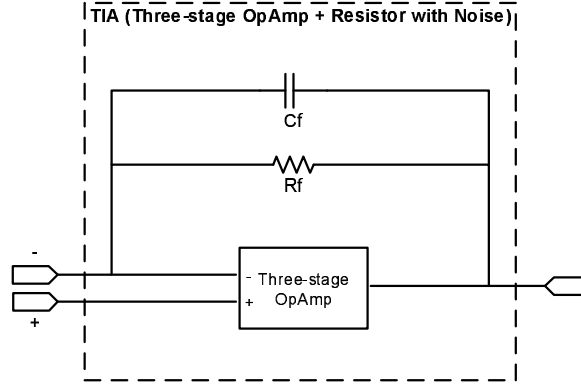 TIA (Three-stage OpAmp + Resistor with Noise)
Cf
Rf
-
- Three-stage
+ OpAmp
+